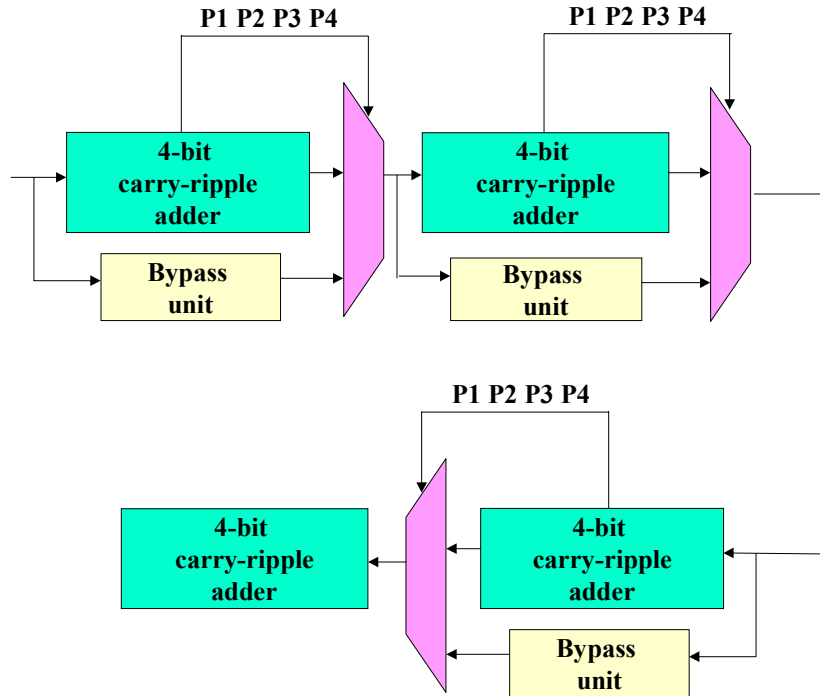 P1 P2 P3 P4
P1 P2 P3 P4
4-bit
carry-ripple
adder
4-bit
carry-ripple
adder
Bypass
unit
Bypass
unit
P1 P2 P3 P4
4-bit
carry-ripple
adder
4-bit
carry-ripple
adder
Bypass
unit